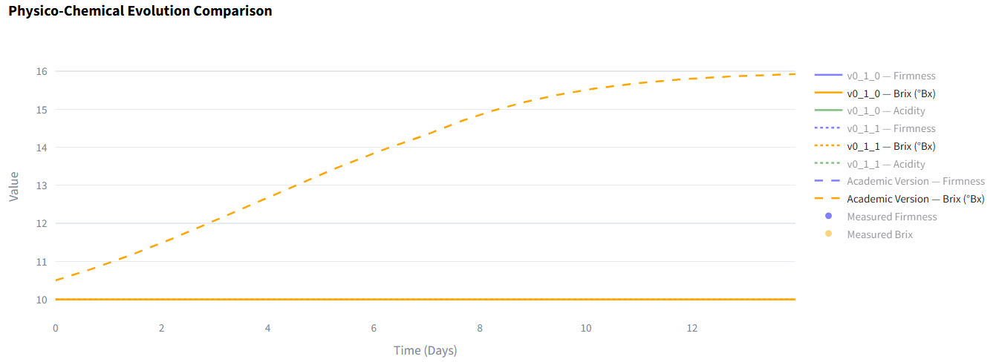 Physico-Chemical Evolution Comparison
16
15
14
13
12
11
10
Value
0 2 4 6 8 10 12
Time (Days)
v0_1_0 — Firmness
v0_1_0 — Brix (°Bx)
v0_1_0 — Acidity
v0_1_1 — Firmness
v0_1_1 — Brix (°Bx)
v0_1_1 — Acidity
Academic Version — Firmness
Academic Version — Brix (°Bx)
Measured Firmness
Measured Brix